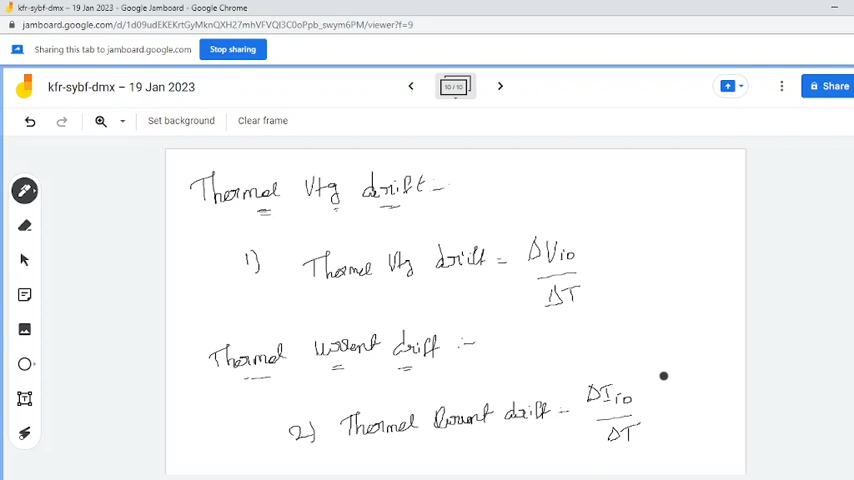 kfr-sybf-dmx – 19 Jan 2023 - Google Jamboard - Google Chrome
jamboard.google.com/d/1d09udEKEKrtGyMknQXH27mhVFVQI3C0oPpb_swym6PM/viewer?f=9
Sharing this tab to jamboard.google.com Stop sharing
kfr-sybf-dmx – 19 Jan 2023 10 / 10 Share
Set background Clear frame
Thermal Vtg drift :-
1) Thermal Vtg drift = ΔVio / ΔT
Thermal Current drift :-
2) Thermal Current drift = ΔIio / ΔT